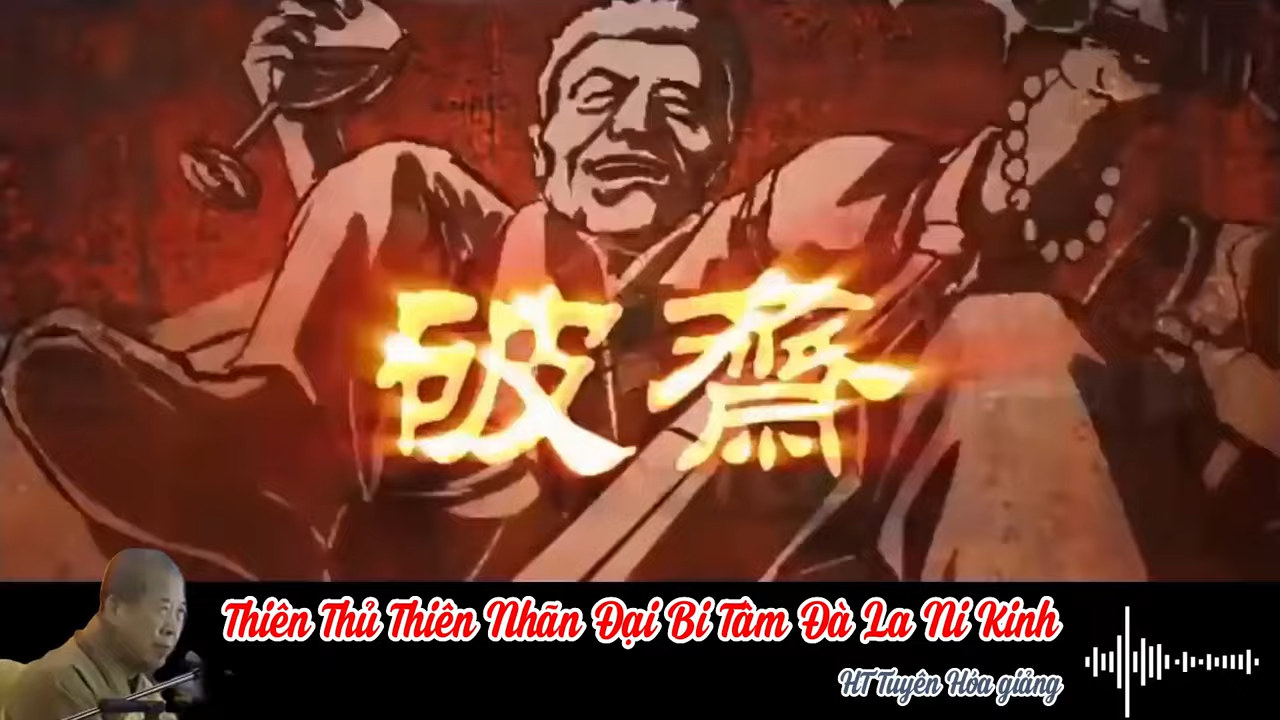 破齋
Thiên Thủ Thiên Nhãn Đại Bi Tâm Đà La Ni Kinh
HT Tuyên Hóa giảng